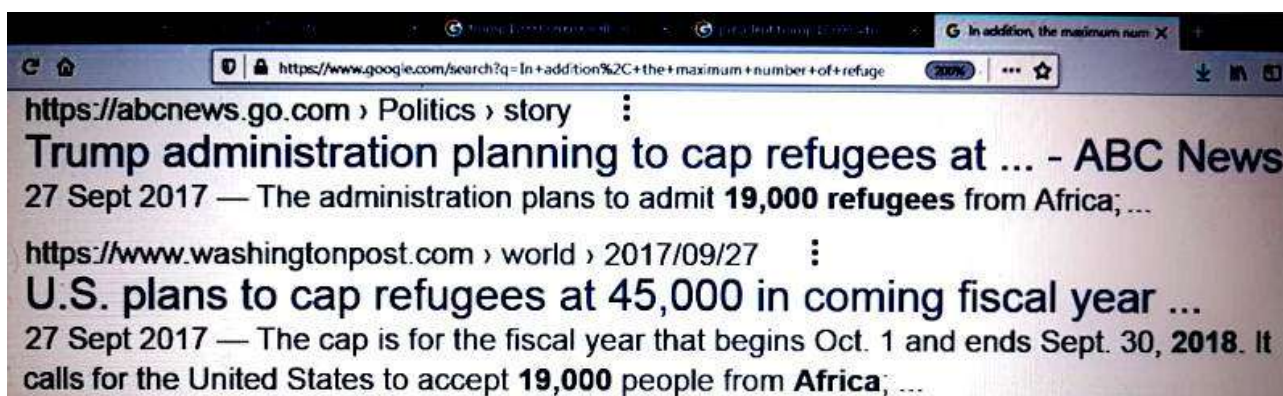 G In addition, the maximum num X
https://www.google.com/search?q=In+addition%2C+the+maximum+number+of+refuge 200%
https://abcnews.go.com › Politics › story
Trump administration planning to cap refugees at ... - ABC News
27 Sept 2017 — The administration plans to admit 19,000 refugees from Africa; ...
https://www.washingtonpost.com › world › 2017/09/27
U.S. plans to cap refugees at 45,000 in coming fiscal year ...
27 Sept 2017 — The cap is for the fiscal year that begins Oct. 1 and ends Sept. 30, 2018. It
calls for the United States to accept 19,000 people from Africa; ...